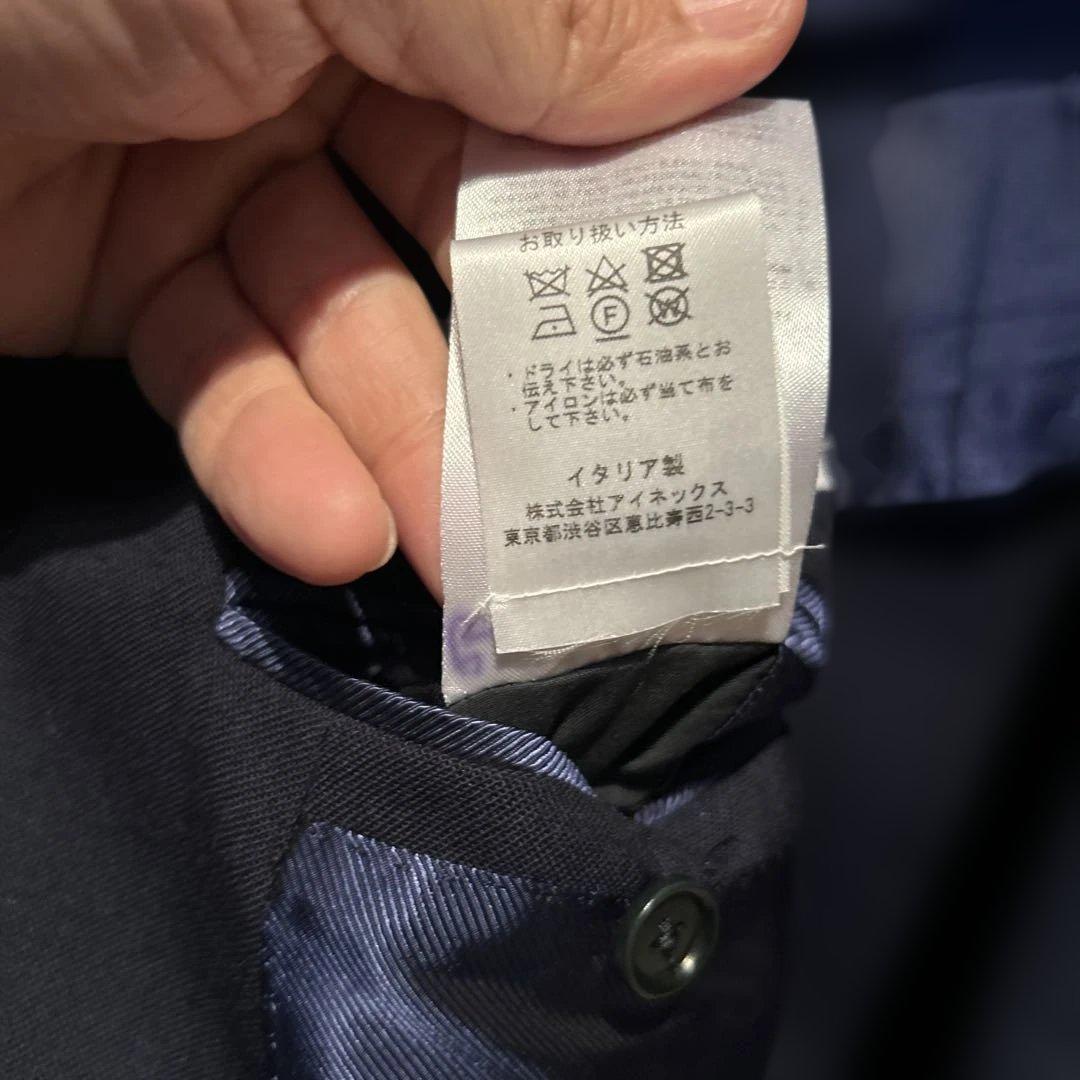 お取り扱い方法
F
W
・ドライは必ず石油系とお
伝え下さい。
・アイロンは必ず当て布を
して下さい。
イタリア製
株式会社アイネックス
東京都渋谷区恵比寿西2-3-3